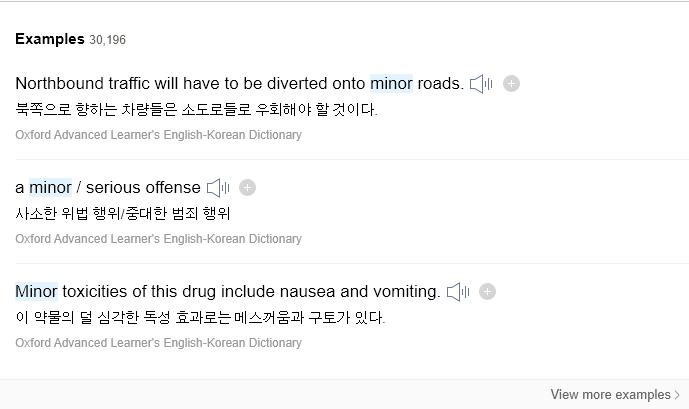 Examples 30,196
Northbound traffic will have to be diverted onto minor roads.
북쪽으로 향하는 차량들은 소도로들로 우회해야 할 것이다.
Oxford Advanced Learner's English-Korean Dictionary
a minor / serious offense
사소한 위법 행위/중대한 범죄 행위
Oxford Advanced Learner's English-Korean Dictionary
Minor toxicities of this drug include nausea and vomiting.
이 약물의 덜 심각한 독성 효과로는 메스꺼움과 구토가 있다.
Oxford Advanced Learner's English-Korean Dictionary
View more examples